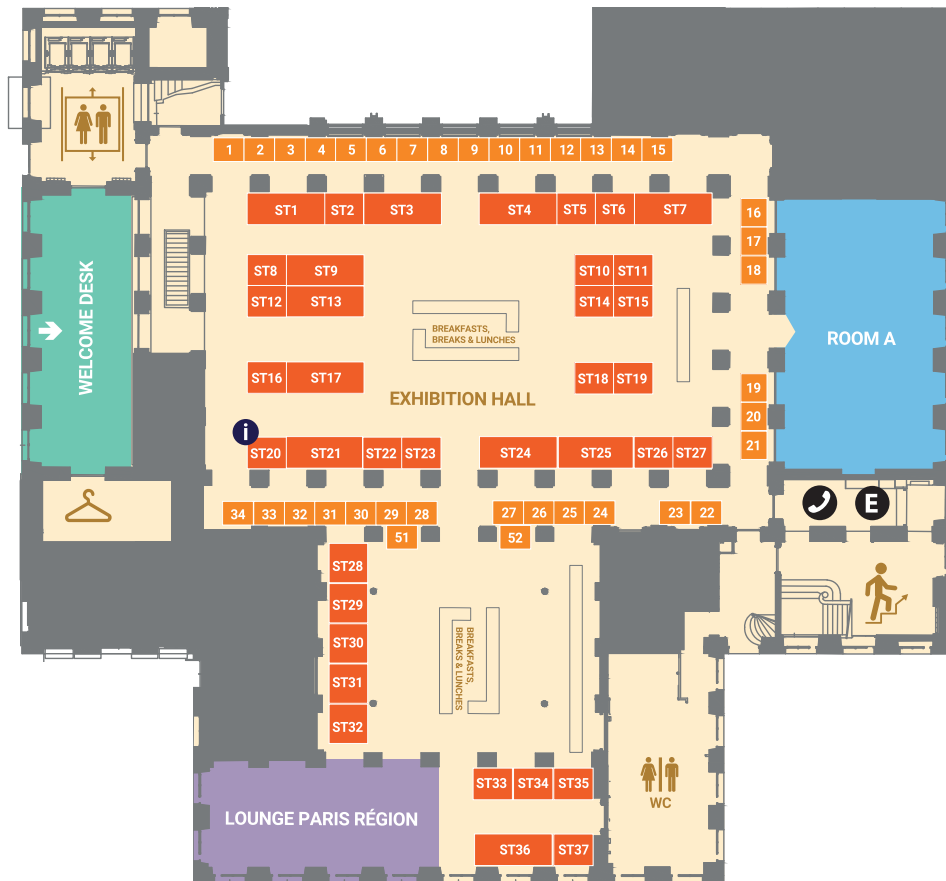 1 2 3 4 5 6 7 8 9 10 11 12 13 14 15
ST1 ST2 ST3 ST4 ST5 ST6 ST7
16
17
18
ST8 ST9 ST10 ST11
ST12 ST13 ST14 ST15
WELCOME DESK
BREAKFASTS,
BREAKS & LUNCHES
ROOM A
ST16 ST17 ST18 ST19
EXHIBITION HALL
19
20
21
i
ST20 ST21 ST22 ST23 ST24 ST25 ST26 ST27
E
34 33 32 31 30 29 28 27 26 25 24 23 22
51 52
ST28
ST29
ST30
ST31
ST32
BREAKFASTS,
BREAKS & LUNCHES
ST33 ST34 ST35
WC
LOUNGE PARIS RÉGION
ST36 ST37